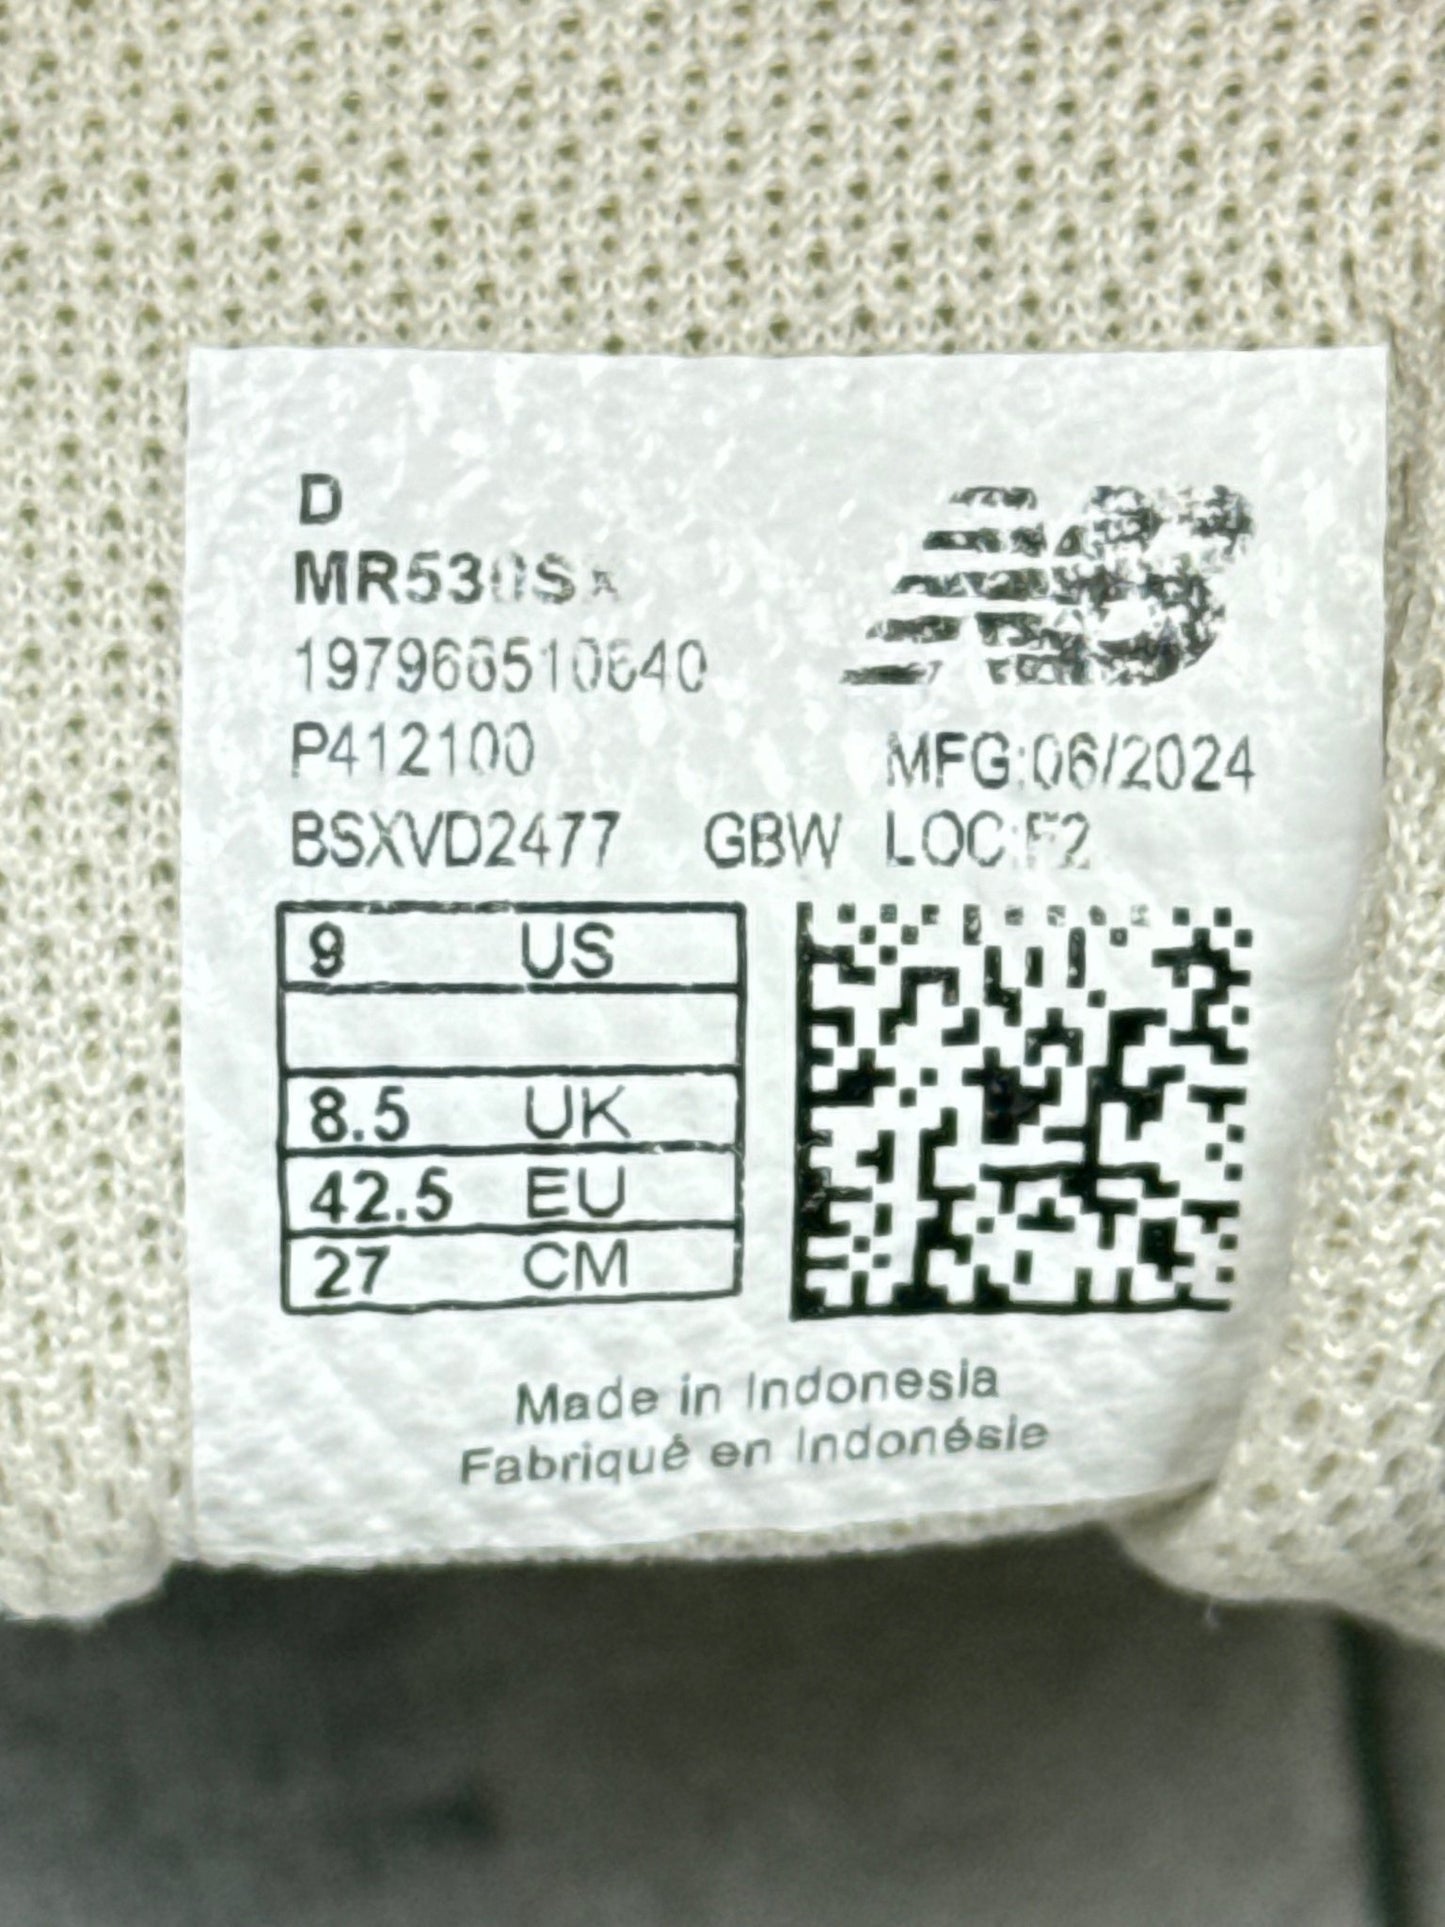 D
197966510640
P412100
MFG:06/2024
BSXVD2477 GBW LOC:F2
9 US
8.5 UK
42.5 EU
27 CM
Made in Indonesia
Fabriqué en Indonésie